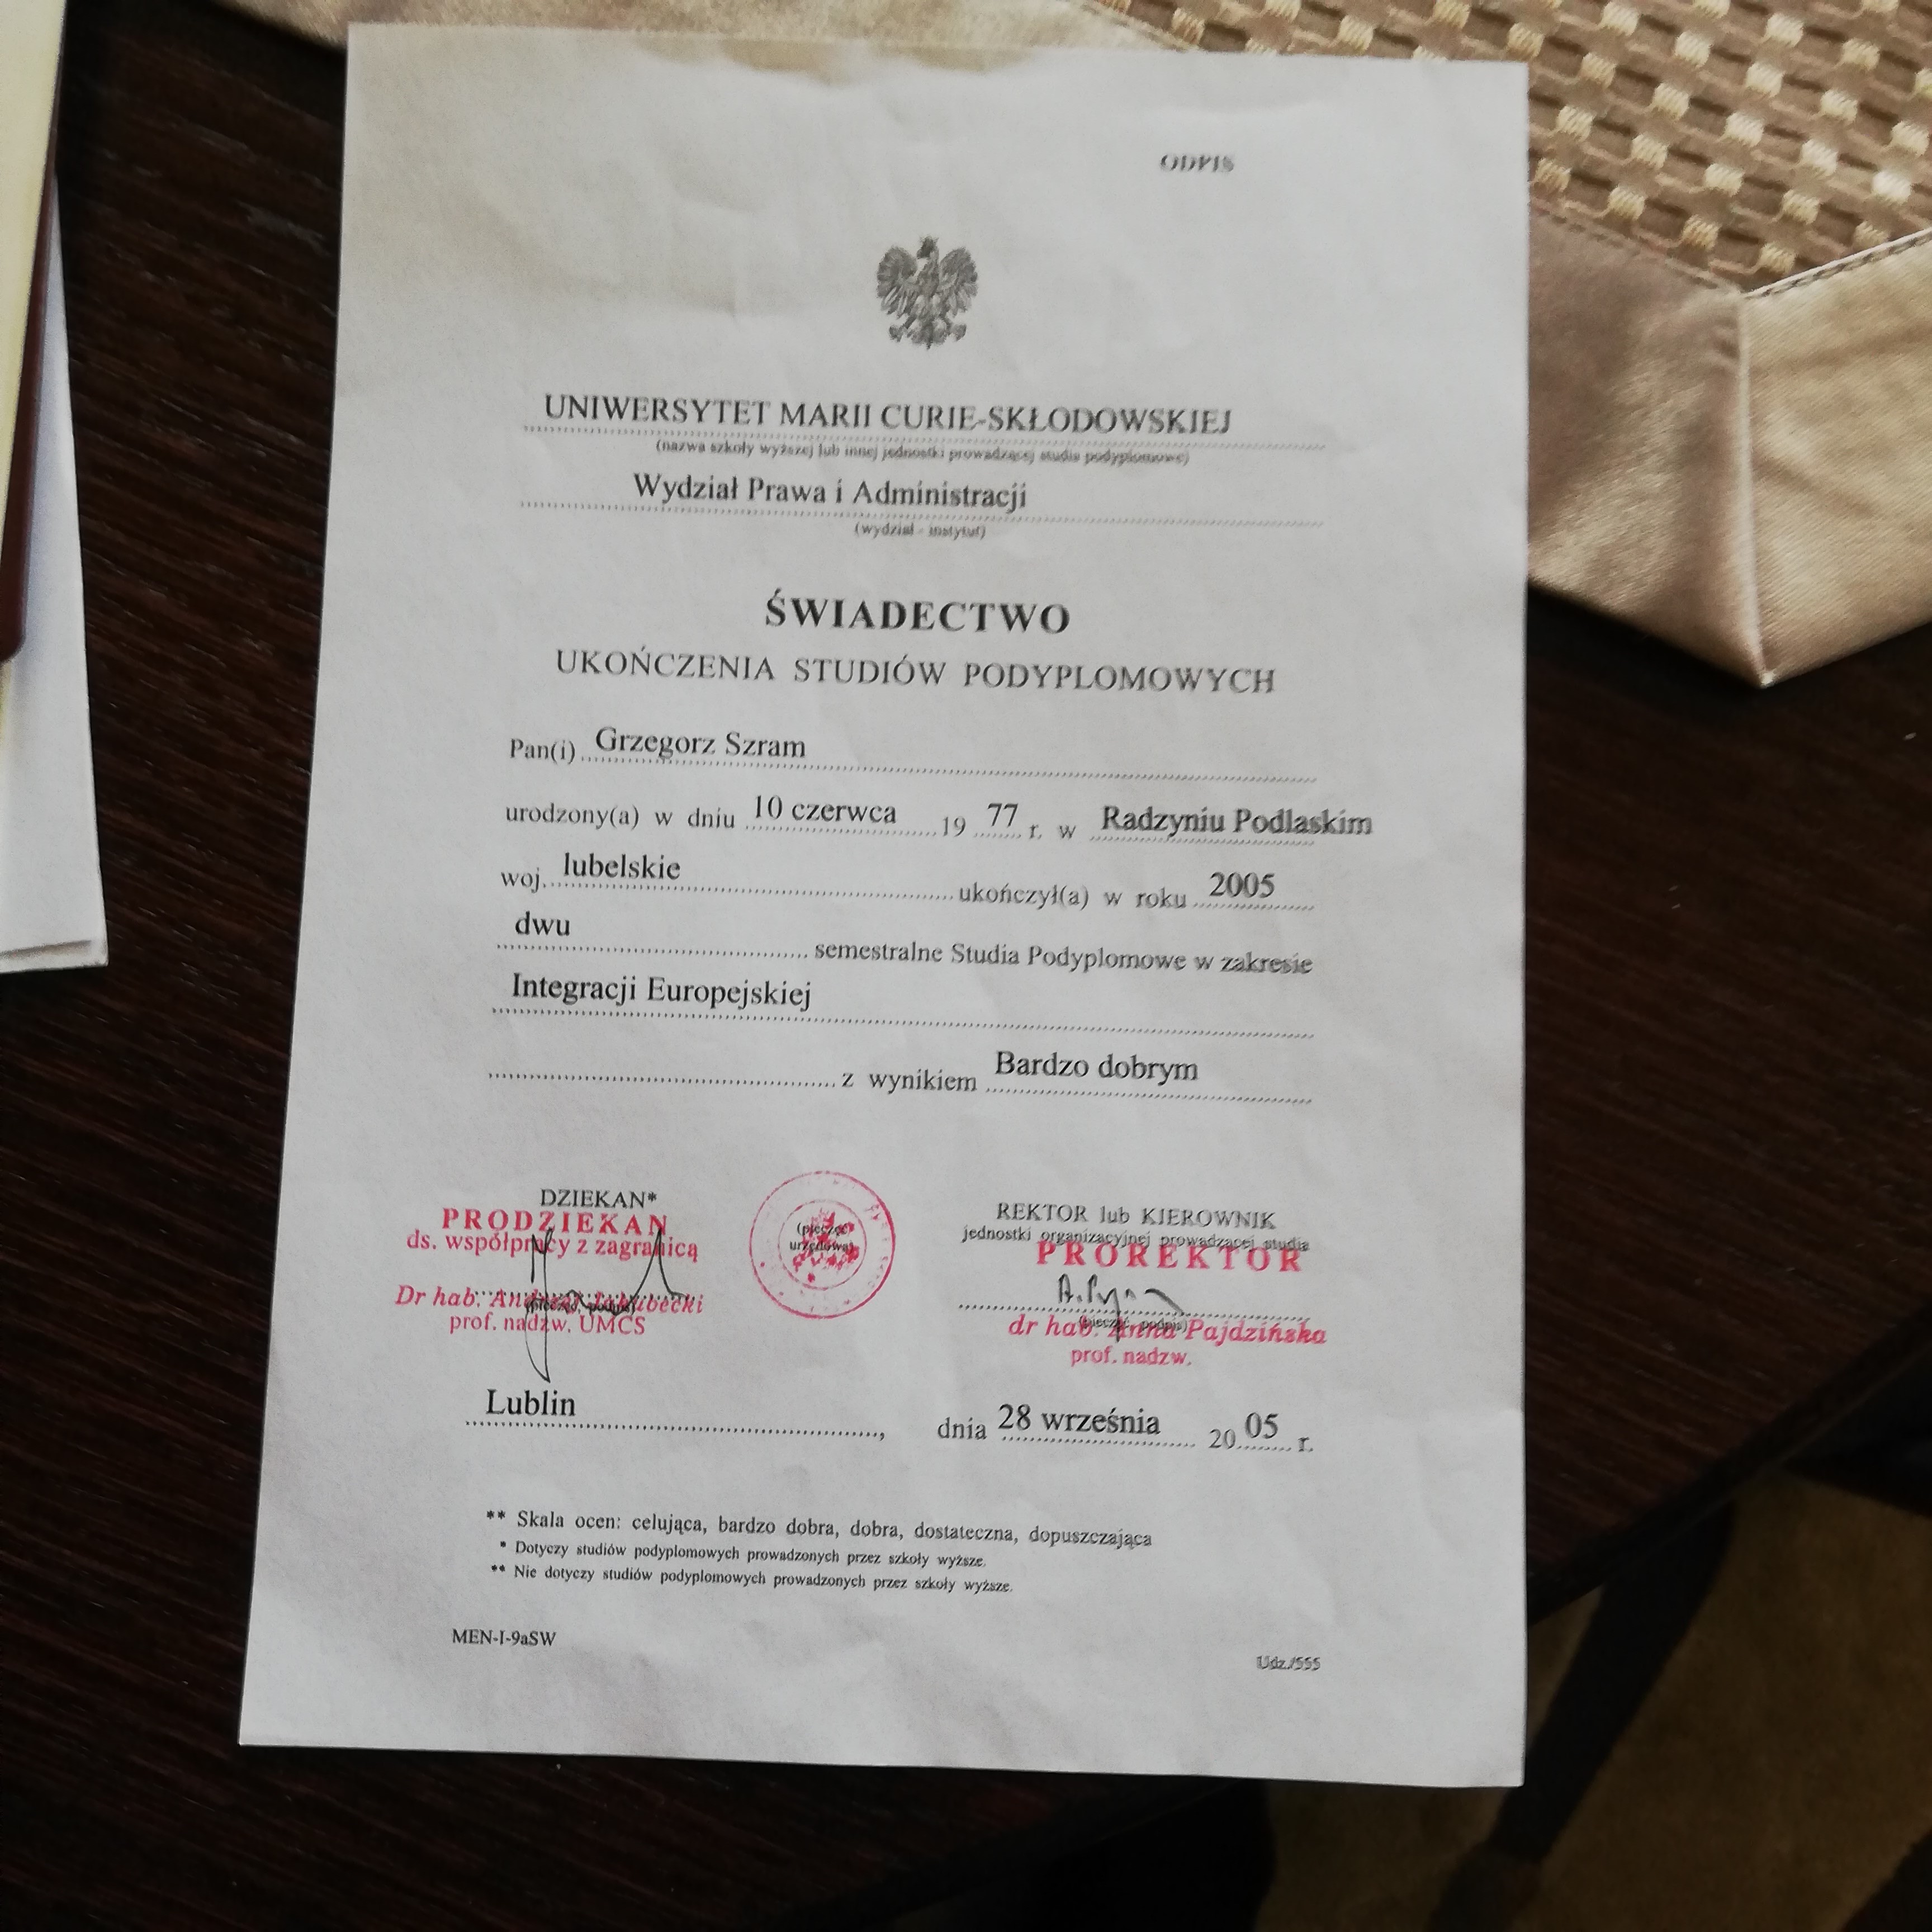 ODPIS
UNIWERSYTET MARII CURIE-SKŁODOWSKIEJ
(nazwa szkoły wyższej lub innej jednostki prowadzącej studia podyplomowe)
Wydział Prawa i Administracji
(wydział - instytut)
ŚWIADECTWO
UKOŃCZENIA STUDIÓW PODYPLOMOWYCH
Pan(i) Grzegorz Szram
urodzony(a) w dniu 10 czerwca 19 77 r. w Radzyniu Podlaskim
woj. lubelskie ukończył(a) w roku 2005
dwu semestralne Studia Podyplomowe w zakresie
Integracji Europejskiej
z wynikiem Bardzo dobrym
DZIEKAN*
PRODZIEKAN
ds. współpracy z zagranicą
Dr hab. Andrzej Jakubecki
(pieczęć, podpis)
prof. nadzw. UMCS
(pieczęć
urzędowa)
REKTOR lub KIEROWNIK
jednostki organizacyjnej prowadzącej studia
PROREKTOR
dr hab. Anna Pajdzińska
(pieczęć, podpis)
prof. nadzw.
Lublin, dnia 28 września 20 05 r.
** Skala ocen: celująca, bardzo dobra, dobra, dostateczna, dopuszczająca
* Dotyczy studiów podyplomowych prowadzonych przez szkoły wyższe.
** Nie dotyczy studiów podyplomowych prowadzonych przez szkoły wyższe.
MEN-I-9aSW
Udz./555